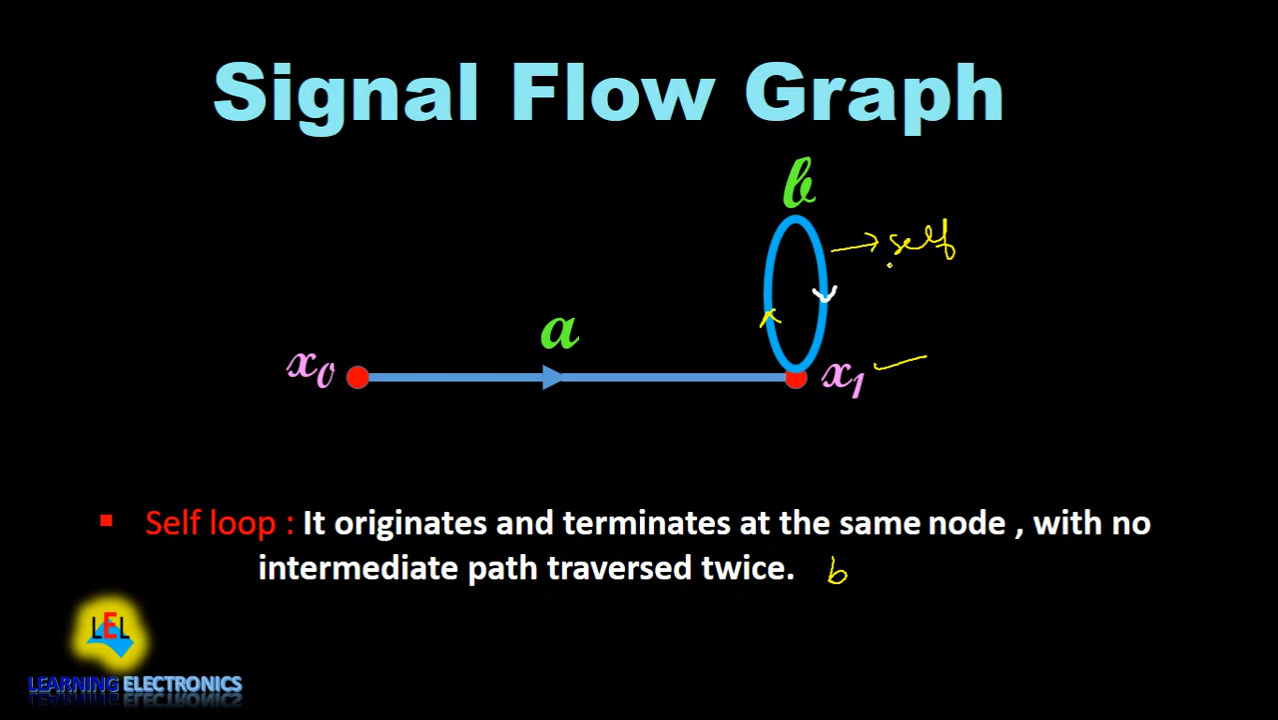 Signal Flow Graph
b
self
a
x0
x1
▪ Self loop : It originates and terminates at the same node , with no
intermediate path traversed twice. b
LEL
LEARNING ELECTRONICS